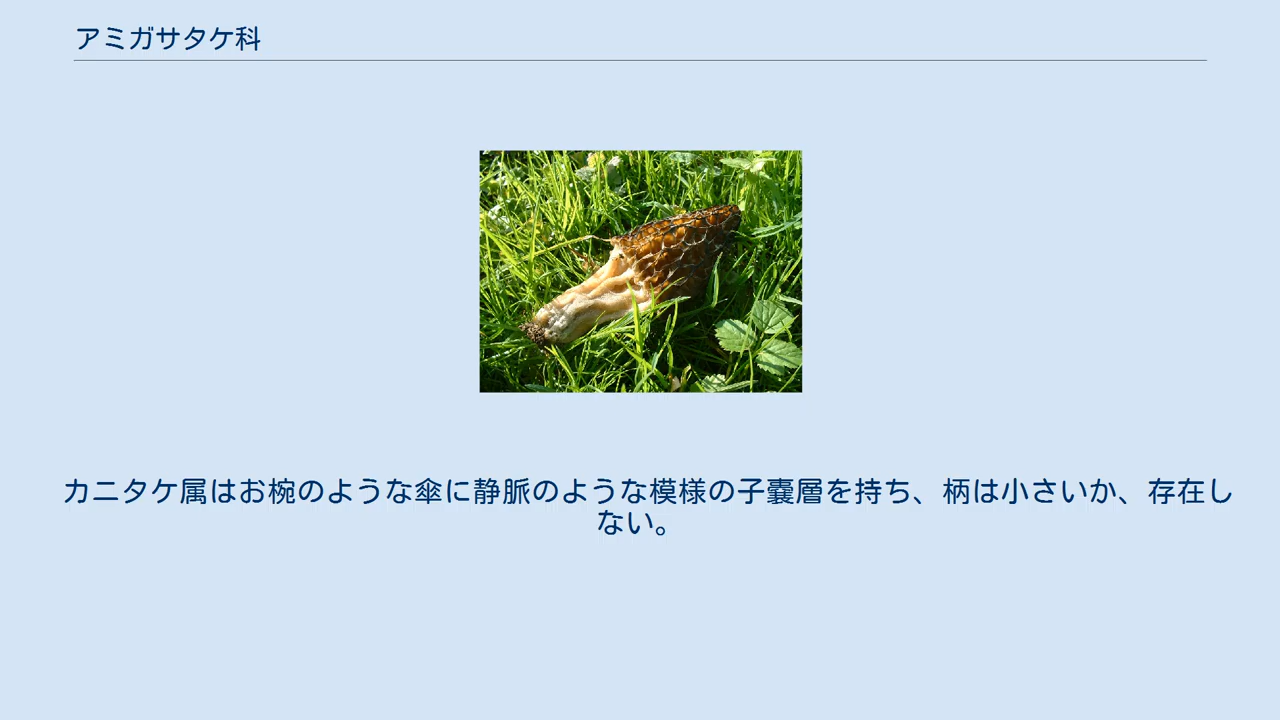 アミガサタケ科
カニタケ属はお椀のような傘に静脈のような模様の子嚢層を持ち、柄は小さいか、存在し
ない。